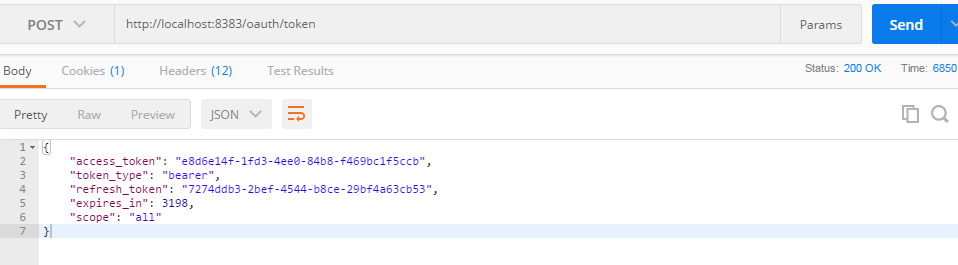 POST http://localhost:8383/oauth/token Params Send
Body Cookies (1) Headers (12) Test Results Status: 200 OK Time: 6850
Pretty Raw Preview JSON
1 {
2 "access_token": "e8d6e14f-1fd3-4ee0-84b8-f469bc1f5ccb",
3 "token_type": "bearer",
4 "refresh_token": "7274ddb3-2bef-4544-b8ce-29bf4a63cb53",
5 "expires_in": 3198,
6 "scope": "all"
7 }